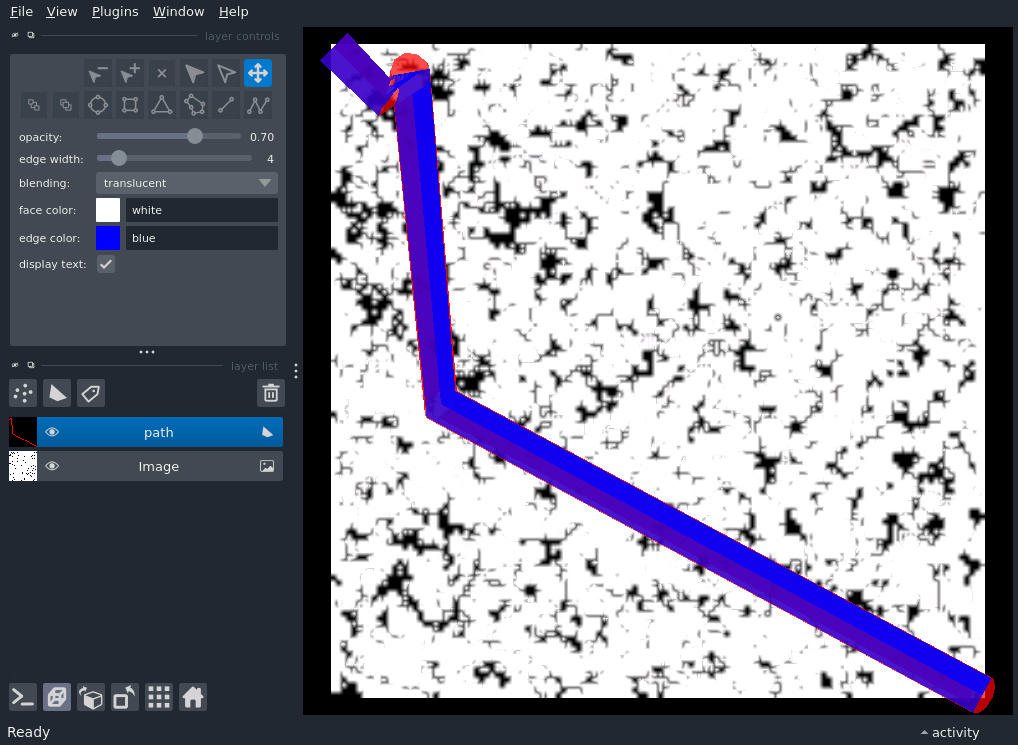 File View Plugins Window Help
layer controls
opacity: 0.70
edge width: 4
blending: translucent
face color: white
edge color: blue
display text:
layer list
path
Image
Ready
activity